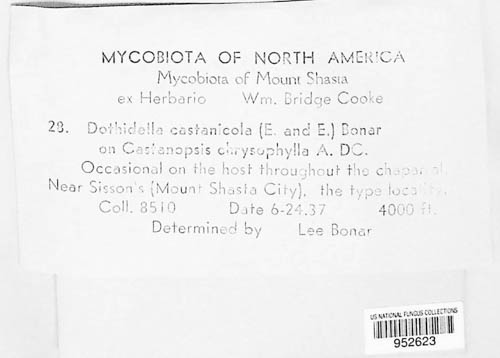 MYCOBIOTA OF NORTH AMERICA
Mycobiota of Mount Shasta
ex Herbario Wm. Bridge Cooke
28. Dothidella castanicola (E. and E.) Bonar
on Castanopsis chrysophylla A. DC.
Occasional on the host throughout the chaparral.
Near Sisson's (Mount Shasta City), the type locality.
Coll. 8510 Date 6-24.37 4000 ft.
Determined by Lee Bonar
US NATIONAL FUNGUS COLLECTIONS
952623